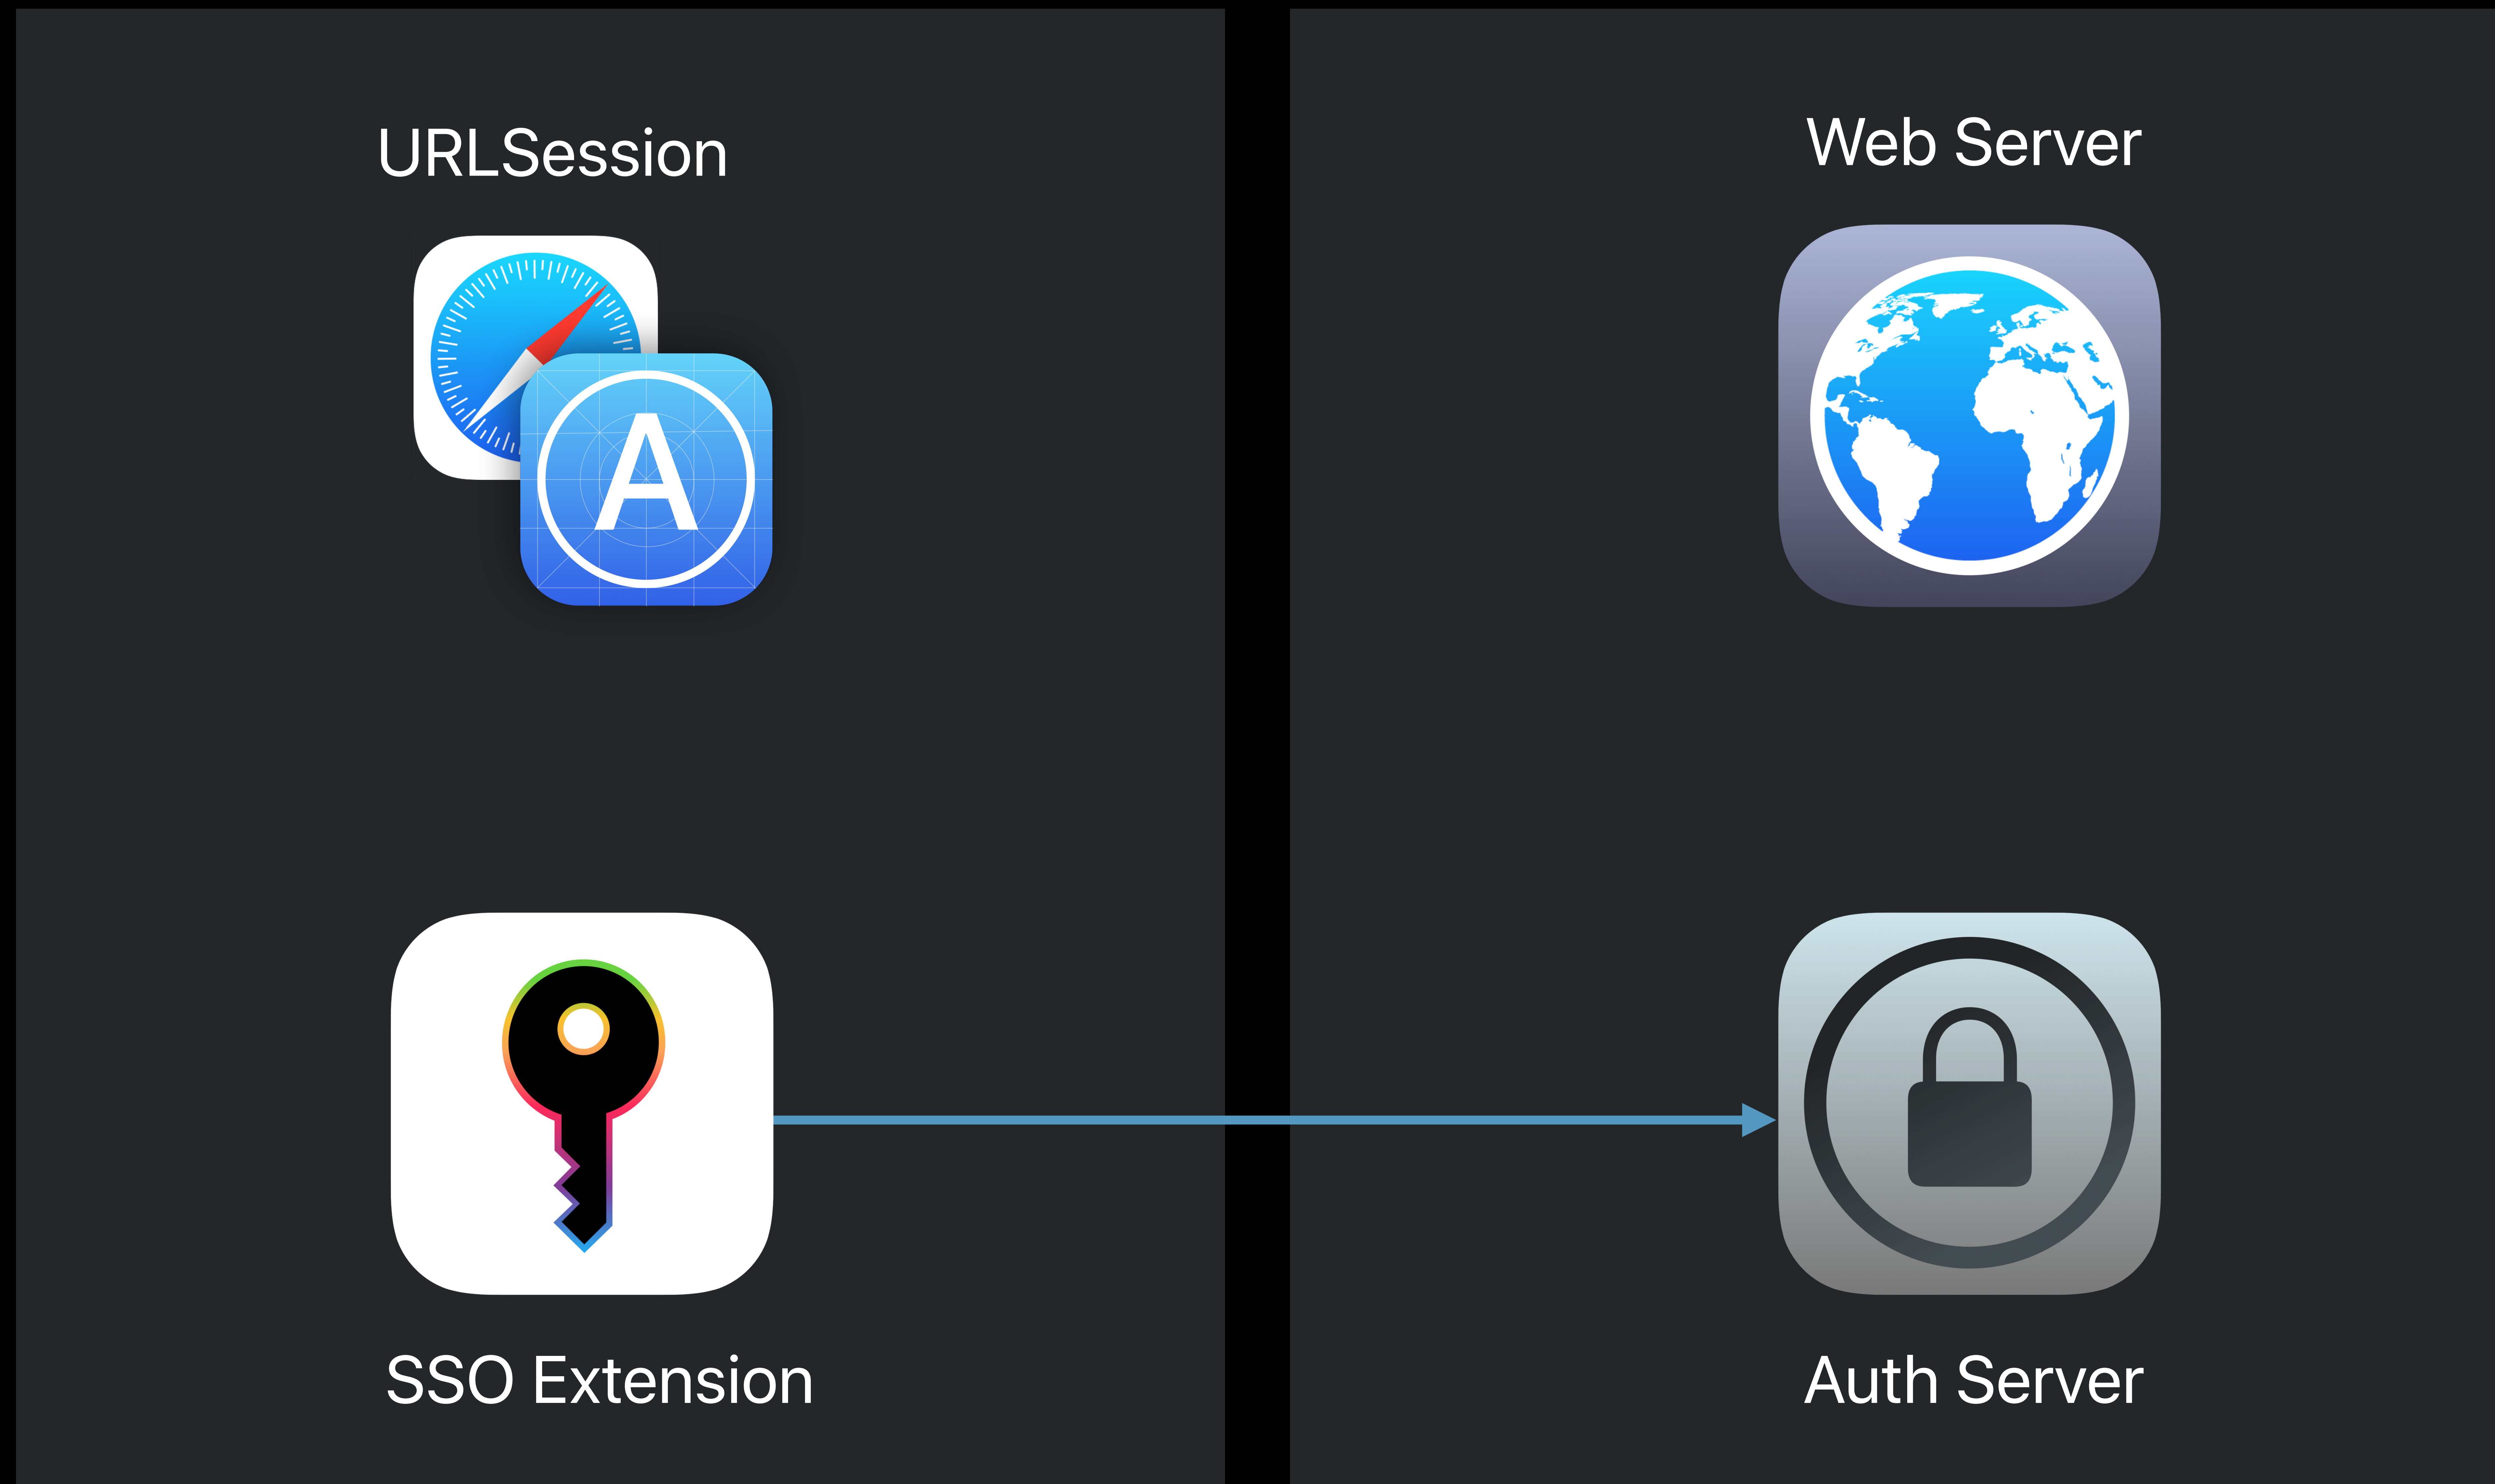 URLSession
Web Server
A
SSO Extension
Auth Server